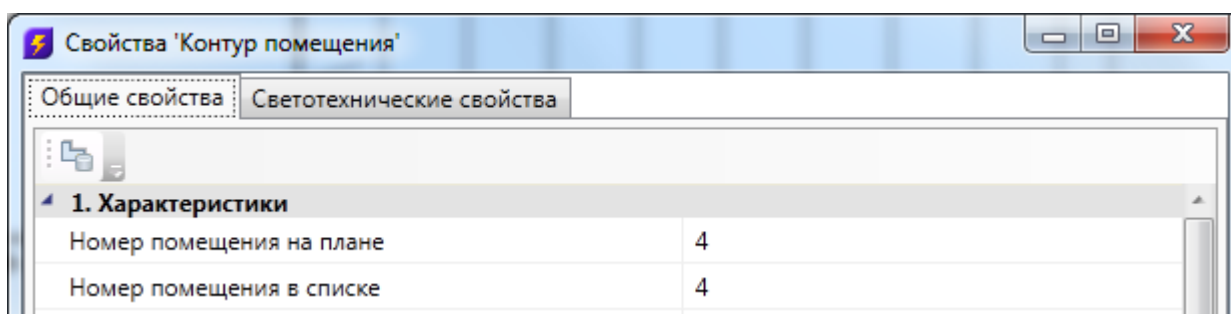 Свойства 'Контур помещения'
Общие свойства Светотехнические свойства
1. Характеристики
Номер помещения на плане 4
Номер помещения в списке 4